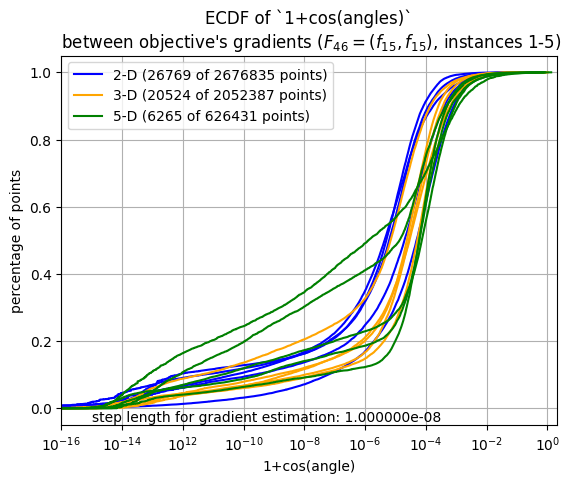 ECDF of `1+cos(angles)`
between objective's gradients (F₄₆ = (f₁₅, f₁₅), instances 1-5)
1.0
0.8
0.6
0.4
0.2
0.0
percentage of points
2-D (26769 of 2676835 points)
3-D (20524 of 2052387 points)
5-D (6265 of 626431 points)
step length for gradient estimation: 1.000000e-08
10⁻¹⁶ 10⁻¹⁴ 10⁻¹² 10⁻¹⁰ 10⁻⁸ 10⁻⁶ 10⁻⁴ 10⁻² 10⁰
1+cos(angle)